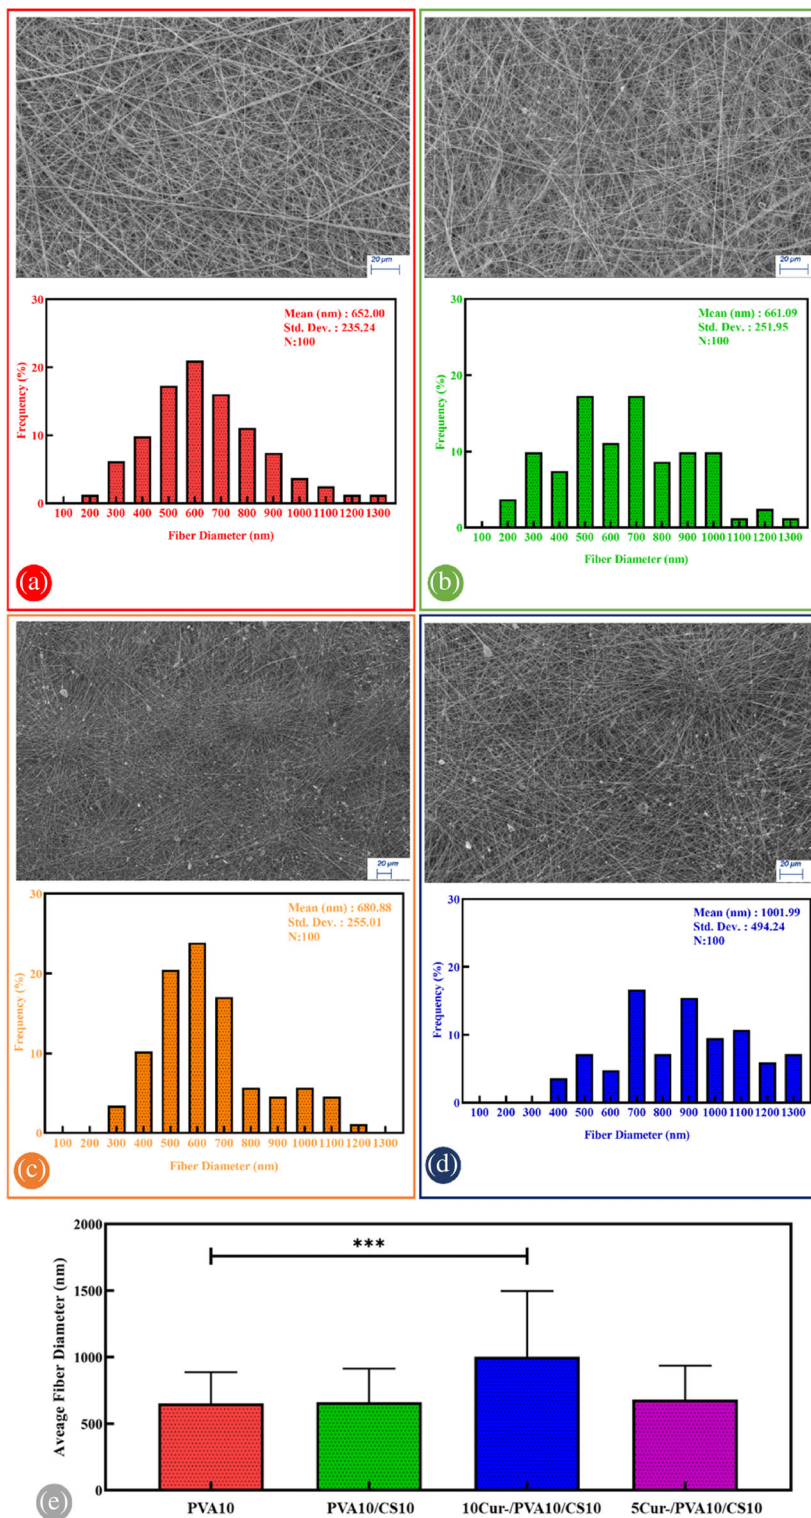 20 µm
20 µm
30
20
10
0
Frequency (%)
Mean (nm) : 652.00
Std. Dev. : 235.24
N:100
100 200 300 400 500 600 700 800 900 1000 1100 1200 1300
Fiber Diameter (nm)
(a)
30
20
10
0
Frequency (%)
Mean (nm) : 661.09
Std. Dev. : 251.95
N:100
100 200 300 400 500 600 700 800 900 1000 1100 1200 1300
Fiber Diameter (nm)
(b)
20 µm
20 µm
30
20
10
0
Frequency (%)
Mean (nm) : 680.88
Std. Dev. : 255.01
N:100
100 200 300 400 500 600 700 800 900 1000 1100 1200 1300
Fiber Diameter (nm)
(c)
30
20
10
0
Frequency (%)
Mean (nm) : 1001.99
Std. Dev. : 494.24
N:100
100 200 300 400 500 600 700 800 900 1000 1100 1200 1300
Fiber Diameter (nm)
(d)
2000
1500
1000
500
0
Aveage Fiber Diameter (nm)
***
PVA10 PVA10/CS10 10Cur-/PVA10/CS10 5Cur-/PVA10/CS10
(e)